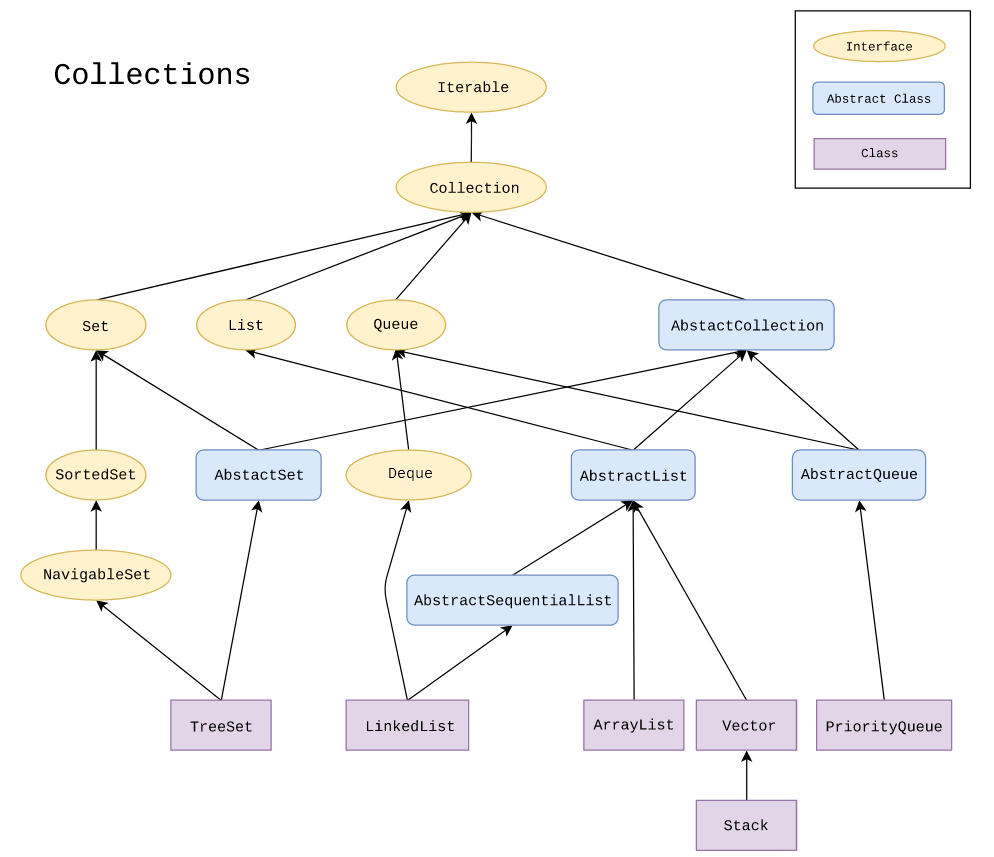 Collections
Interface
Abstract Class
Class
Iterable
Collection
Set
List
Queue
AbstactCollection
SortedSet
AbstactSet
Deque
AbstractList
AbstractQueue
NavigableSet
AbstractSequentialList
TreeSet
LinkedList
ArrayList
Vector
PriorityQueue
Stack